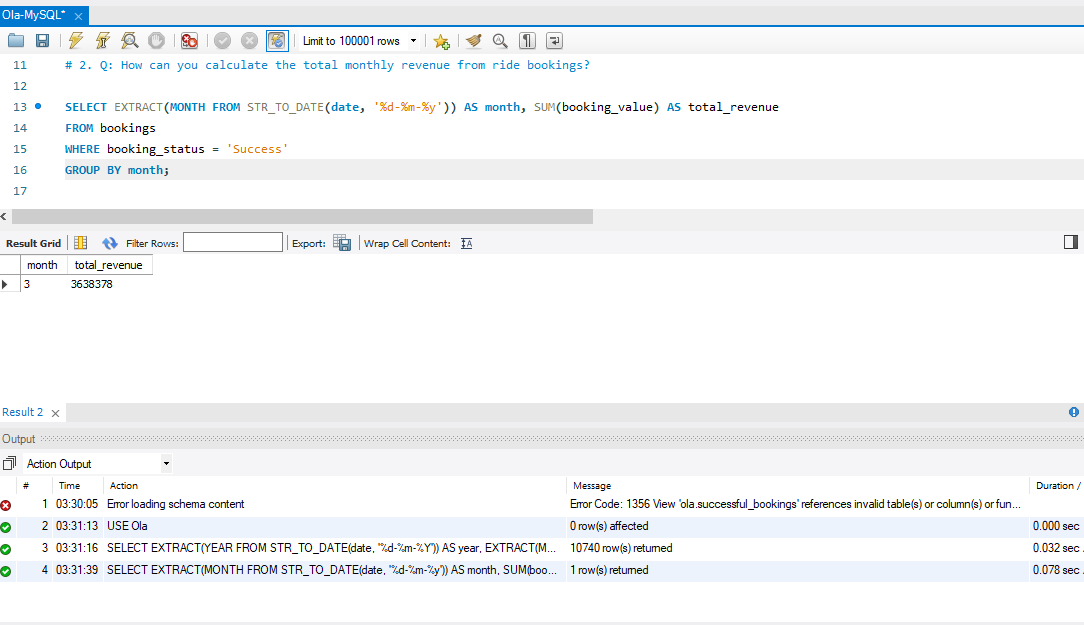 Ola-MySQL*
Limit to 100001 rows
11 # 2. Q: How can you calculate the total monthly revenue from ride bookings?
12
13 SELECT EXTRACT(MONTH FROM STR_TO_DATE(date, '%d-%m-%y')) AS month, SUM(booking_value) AS total_revenue
14 FROM bookings
15 WHERE booking_status = 'Success'
16 GROUP BY month;
17
Result Grid Filter Rows: Export: Wrap Cell Content:
month total_revenue
3 3638378
Result 2
Output
Action Output
# Time Action Message Duration /
1 03:30:05 Error loading schema content Error Code: 1356 View 'ola.successful_bookings' references invalid table(s) or column(s) or fun...
2 03:31:13 USE Ola 0 row(s) affected 0.000 sec
3 03:31:16 SELECT EXTRACT(YEAR FROM STR_TO_DATE(date, '%d-%m-%Y')) AS year, EXTRACT(M... 10740 row(s) returned 0.032 sec .
4 03:31:39 SELECT EXTRACT(MONTH FROM STR_TO_DATE(date, '%d-%m-%y')) AS month, SUM(boo... 1 row(s) returned 0.078 sec .